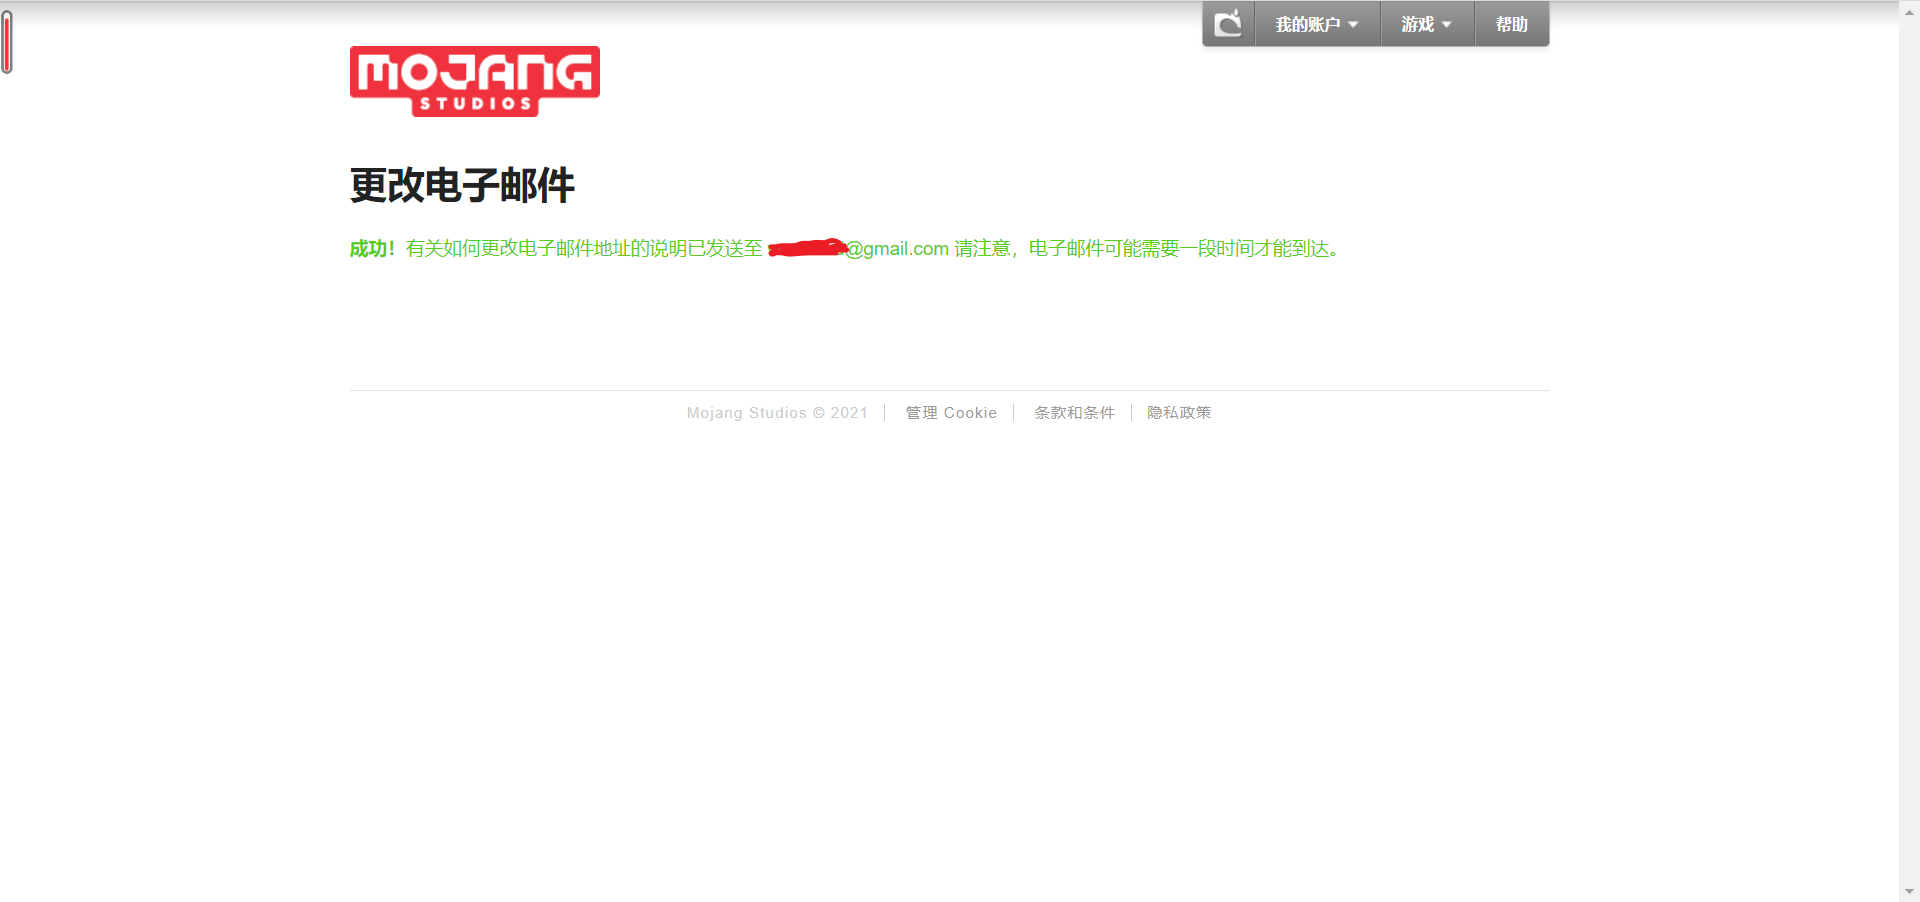 我的账户
游戏
帮助
MOJANG
STUDIOS
更改电子邮件
成功！有关如何更改电子邮件地址的说明已发送至 @gmail.com 请注意，电子邮件可能需要一段时间才能到达。
Mojang Studios © 2021 管理 Cookie 条款和条件 隐私政策